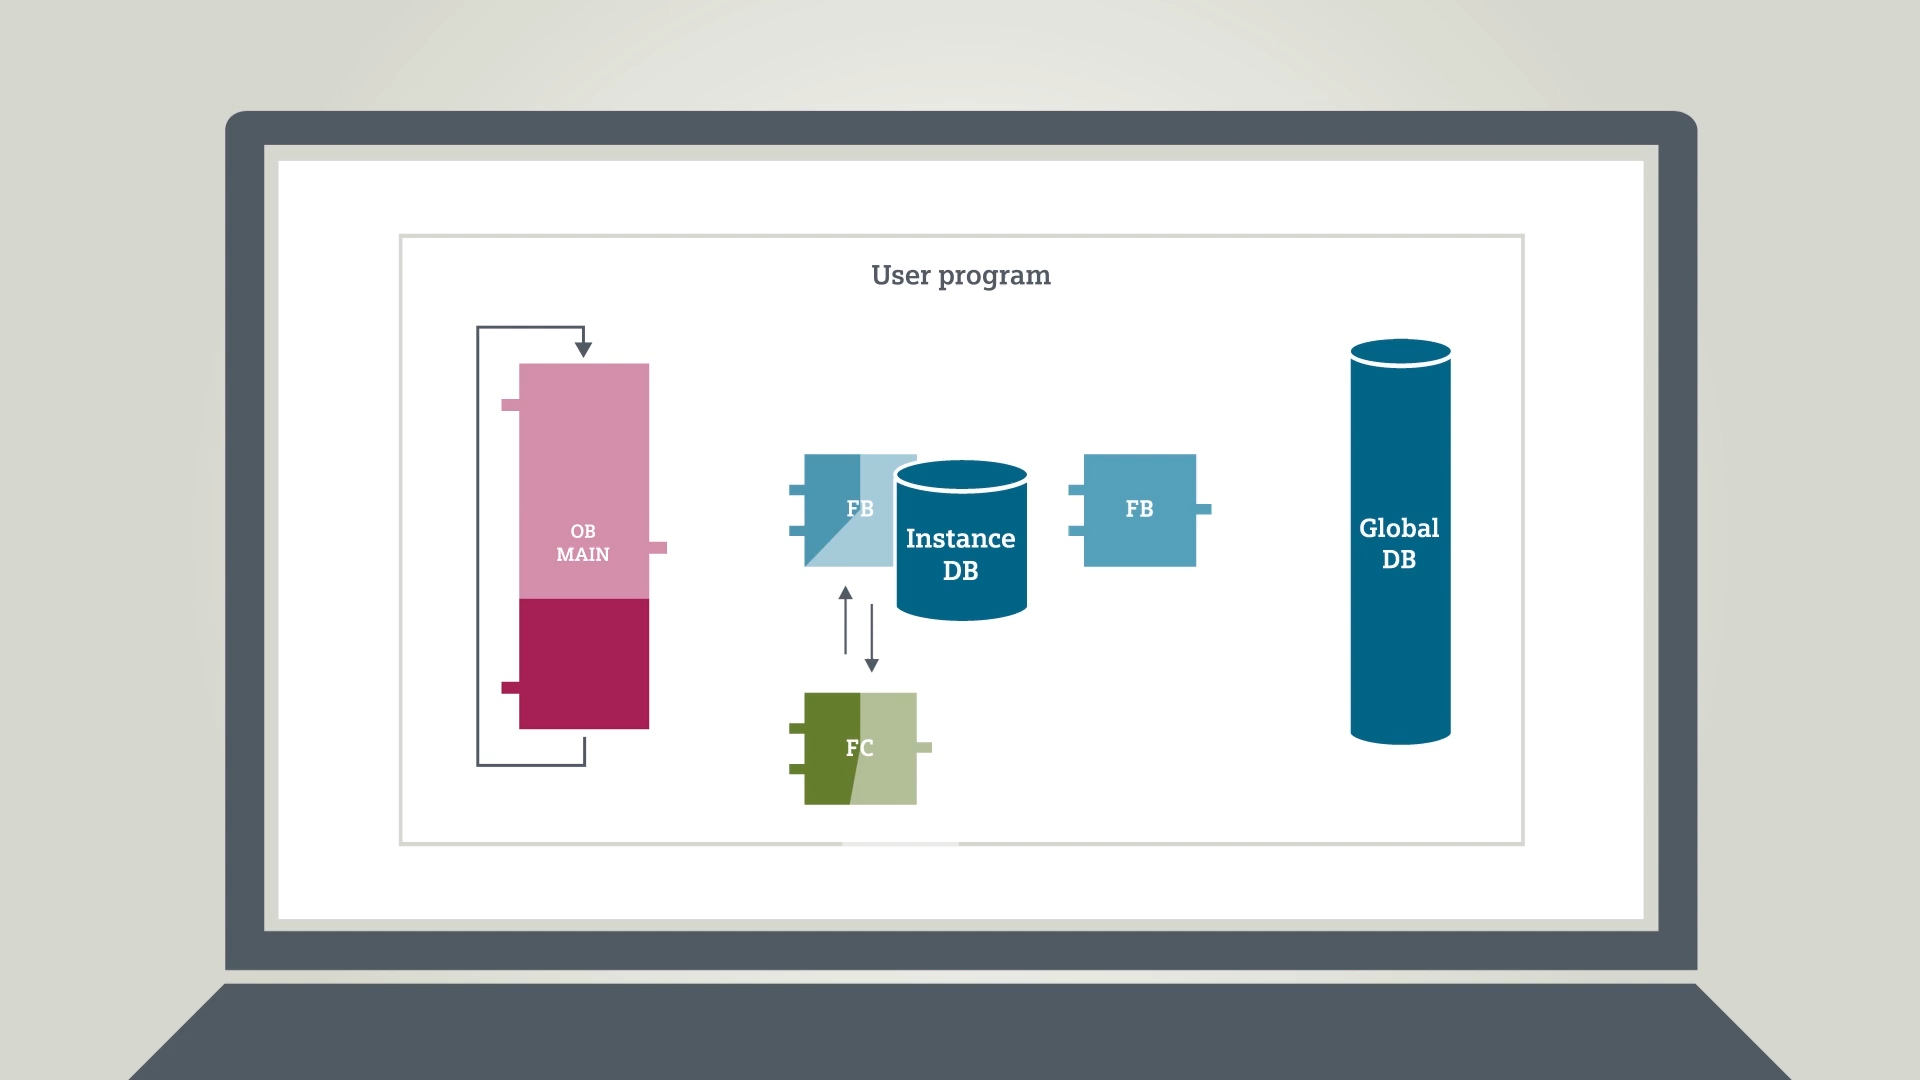 User program
OB
MAIN
FB
Instance
DB
FB
Global
DB
FC